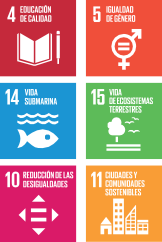 4 EDUCACIÓN
DE CALIDAD
5 IGUALDAD
DE GÉNERO
14 VIDA
SUBMARINA
15 VIDA
DE ECOSISTEMAS
TERRESTRES
10 REDUCCIÓN DE LAS
DESIGUALDADES
11 CIUDADES Y
COMUNIDADES
SOSTENIBLES